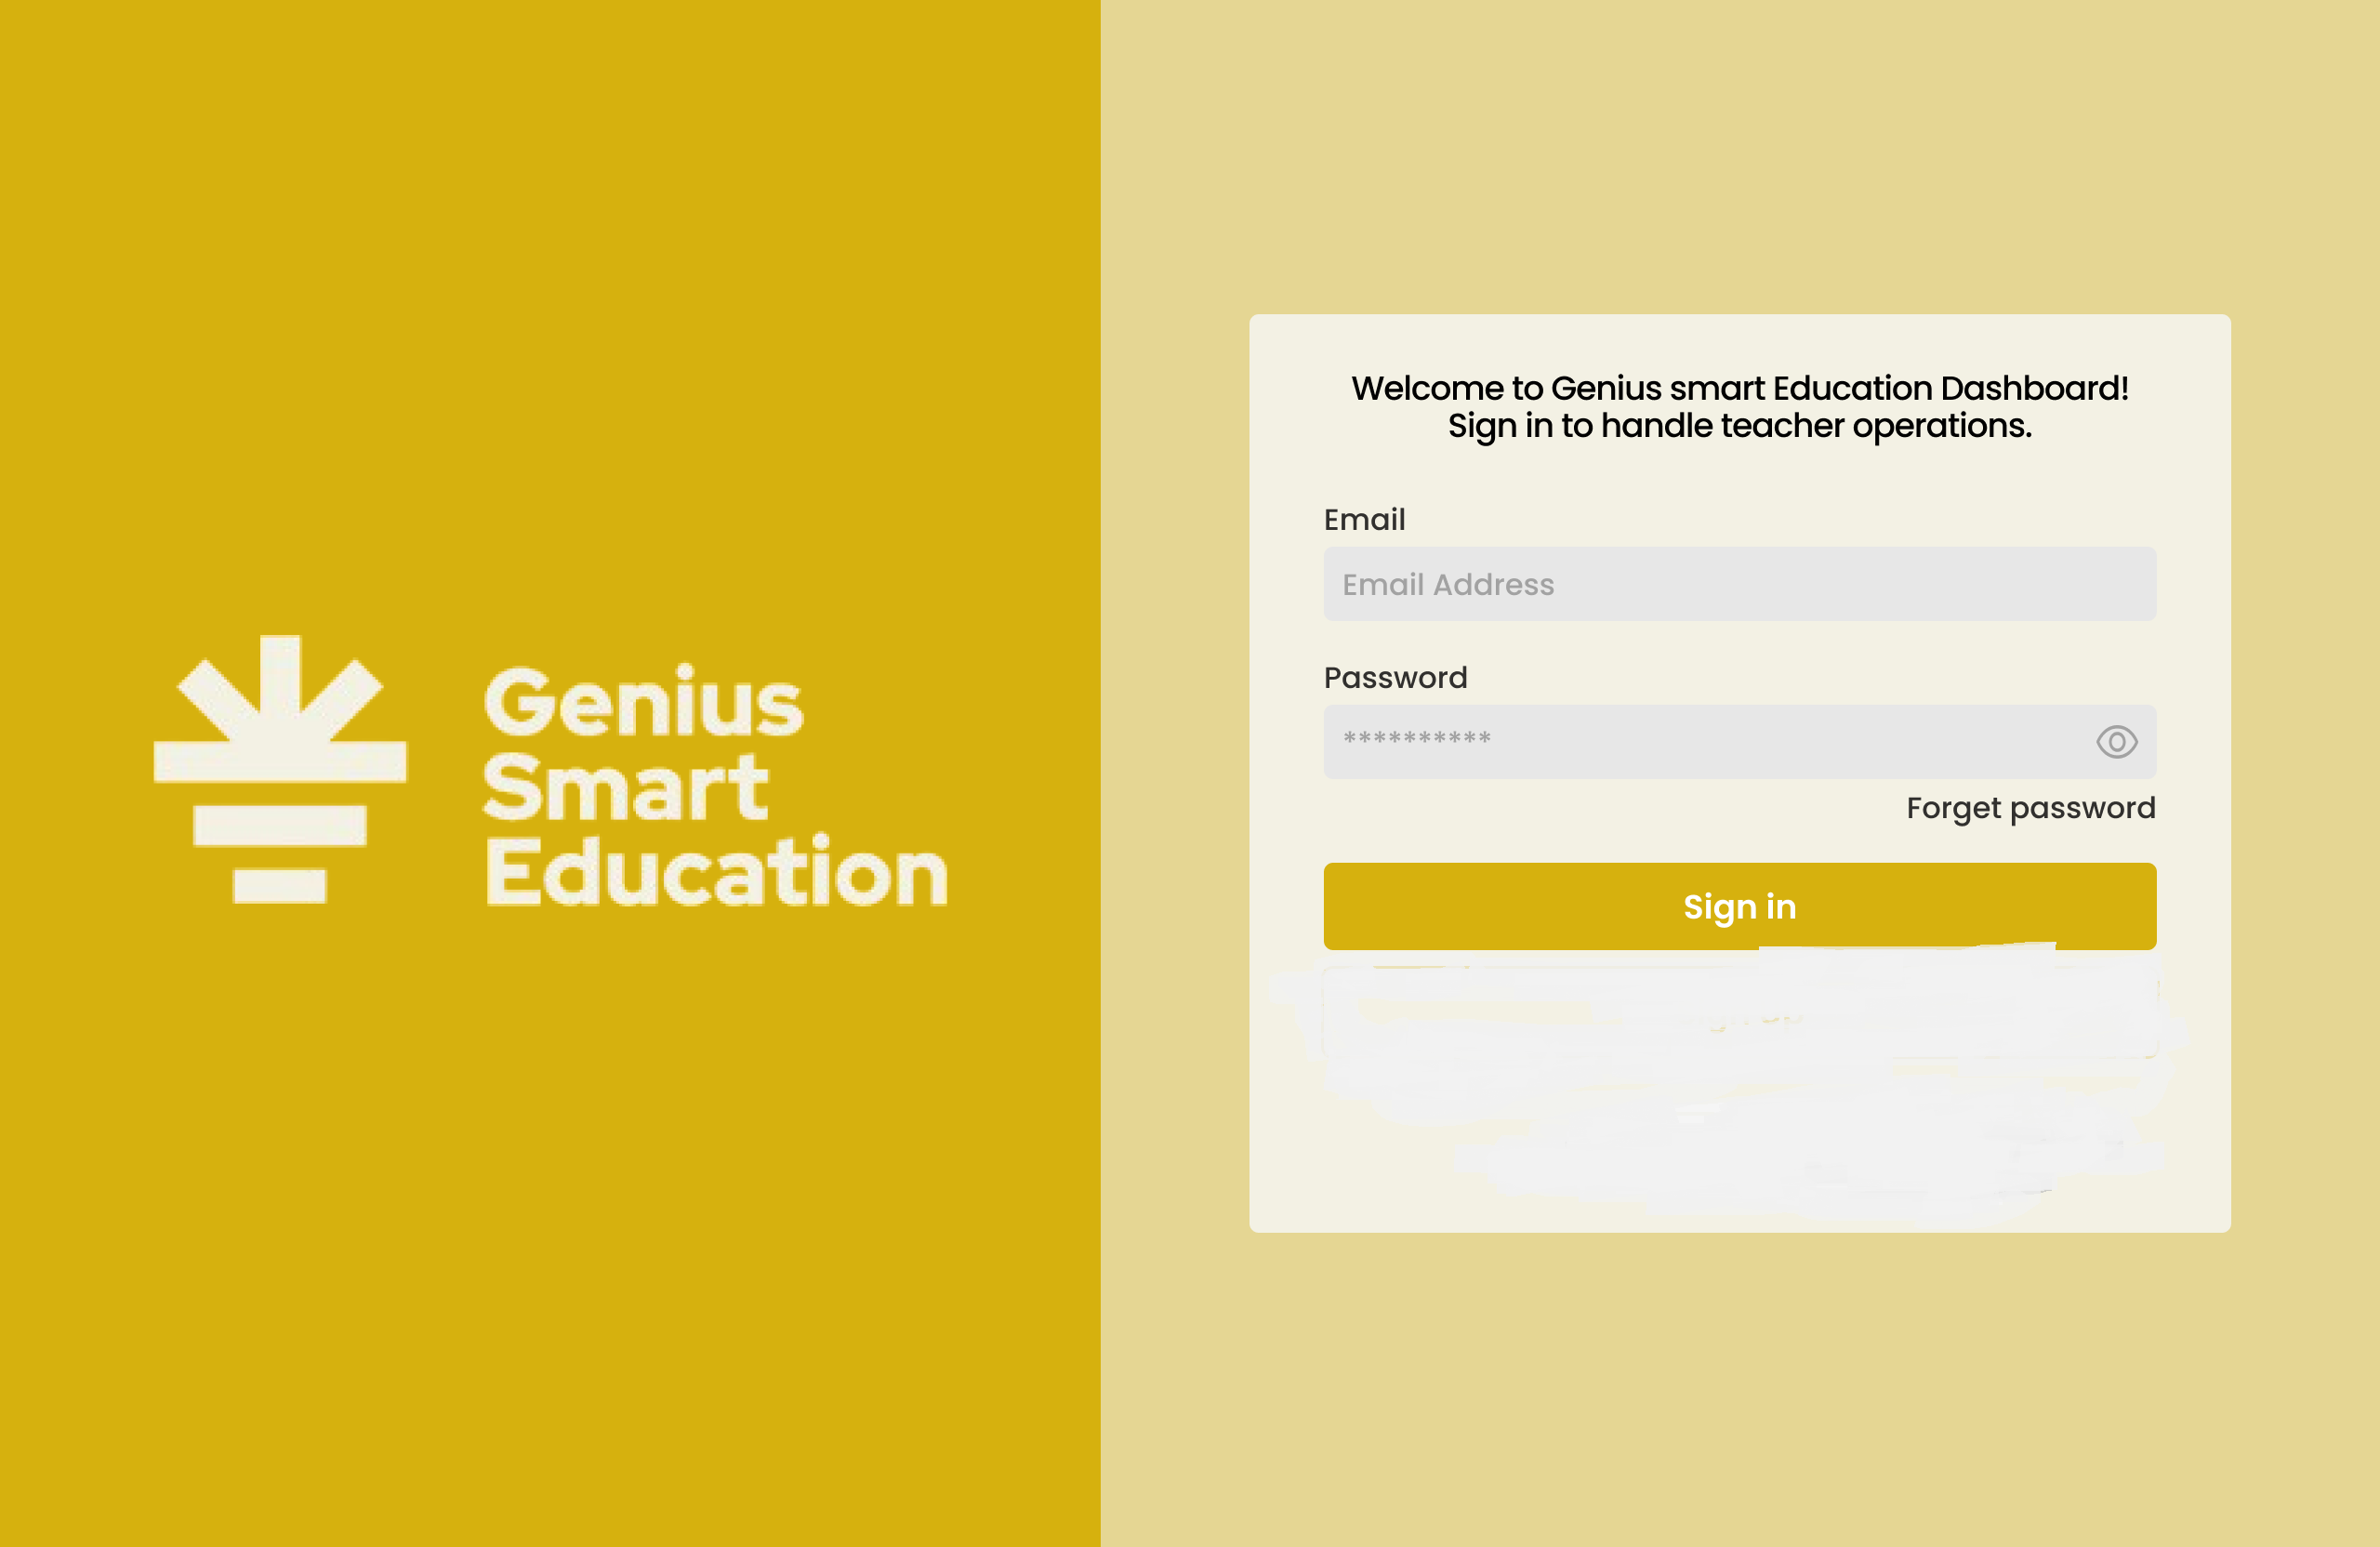 Genius
Smart
Education
Welcome to Genius smart Education Dashboard!
Sign in to handle teacher operations.
Email
Email Address
Password
**********
Forget password
Sign in